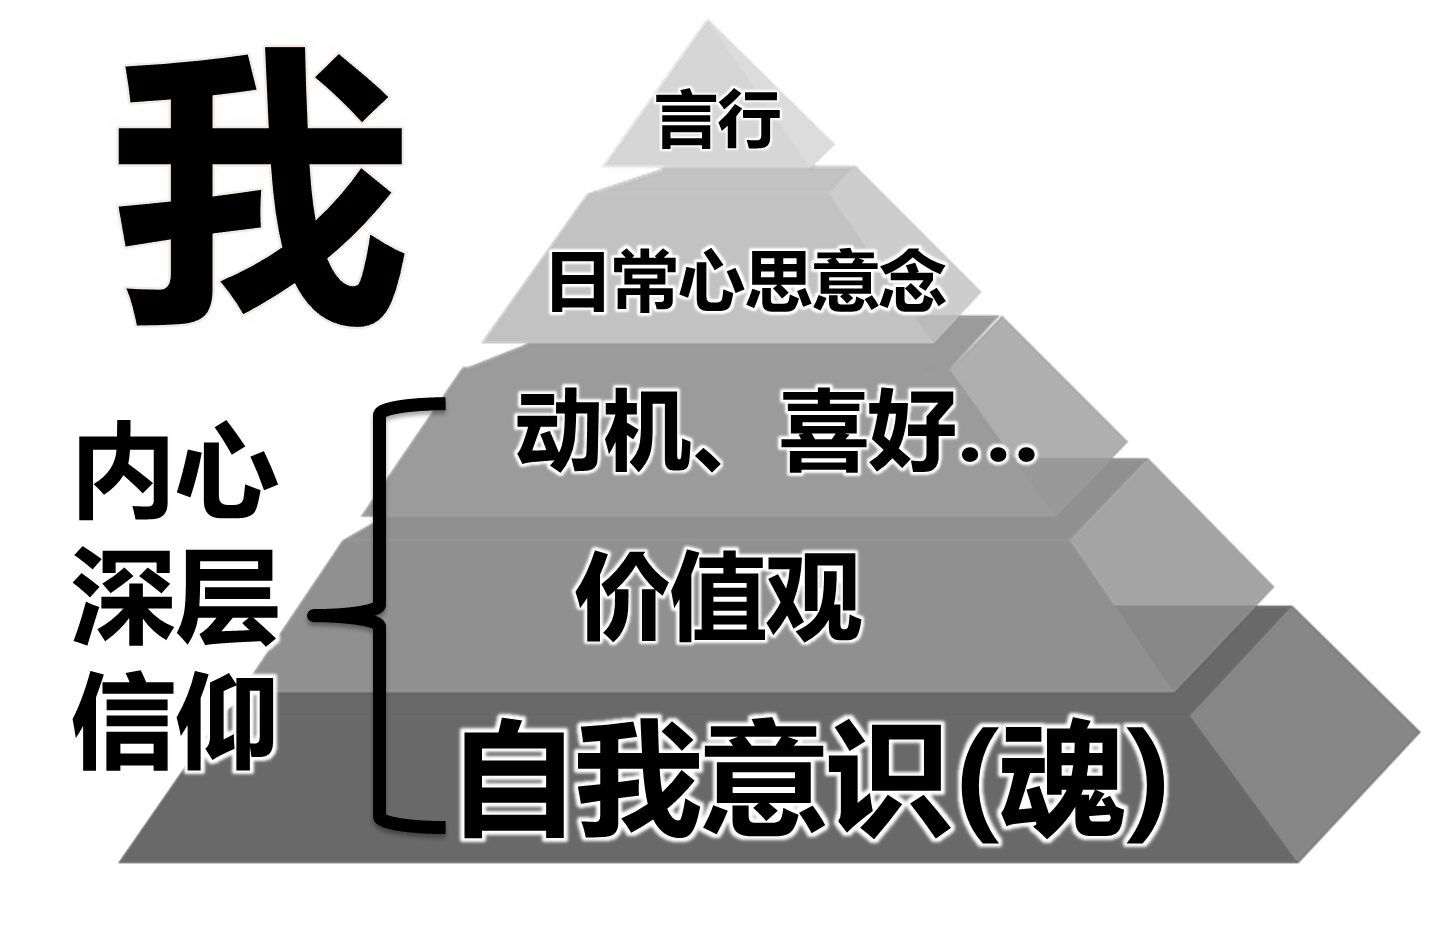 我
言行
日常心思意念
动机、喜好...
价值观
自我意识(魂)
内心
深层
信仰